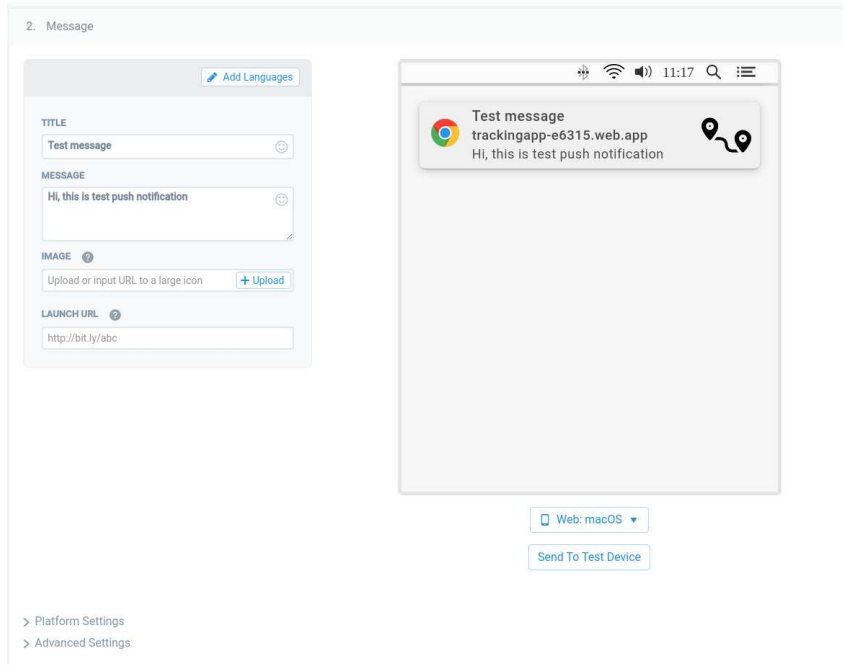 2. Message
Add Languages
TITLE
Test message
MESSAGE
Hi, this is test push notification
IMAGE ?
Upload or input URL to a large icon + Upload
LAUNCH URL ?
http://bit.ly/abc
11:17
Test message
trackingapp-e6315.web.app
Hi, this is test push notification
Web: macOS
Send To Test Device
Platform Settings
Advanced Settings